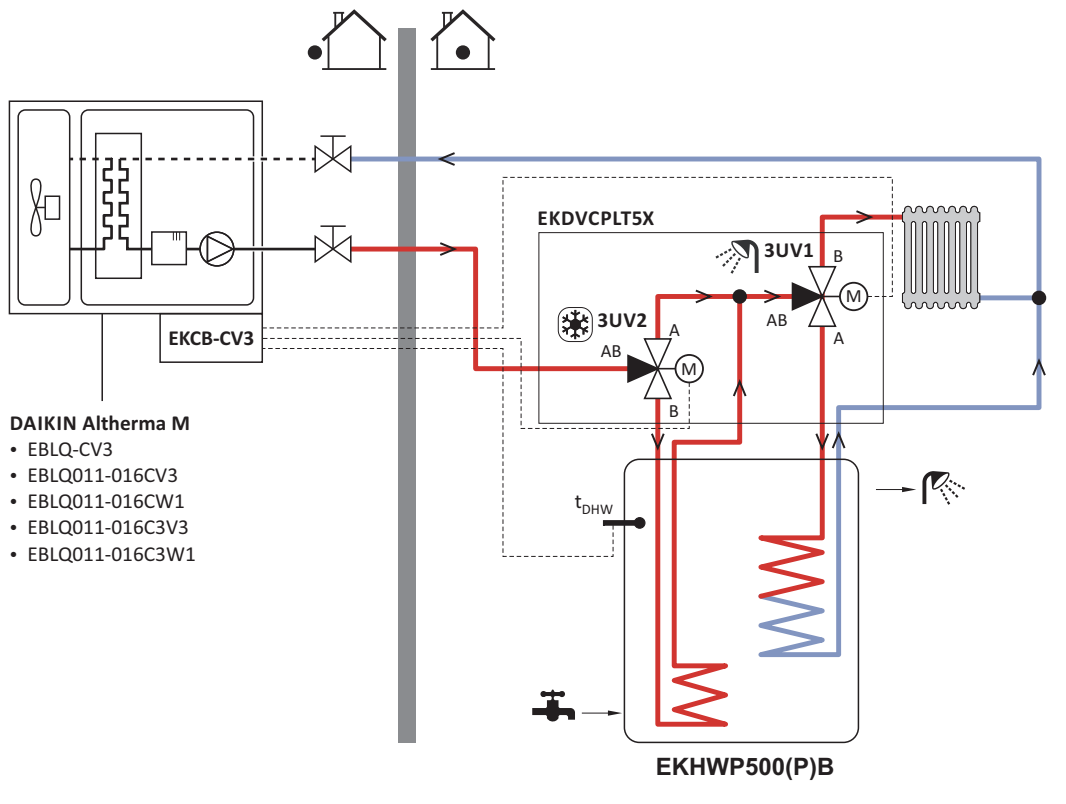 EKDVCPLT5X
3UV1
B
M
AB
A
3UV2
A
AB
M
B
EKCB-CV3
DAIKIN Altherma M
• EBLQ-CV3
• EBLQ011-016CV3
• EBLQ011-016CW1
• EBLQ011-016C3V3
• EBLQ011-016C3W1
tDHW
EKHWP500(P)B